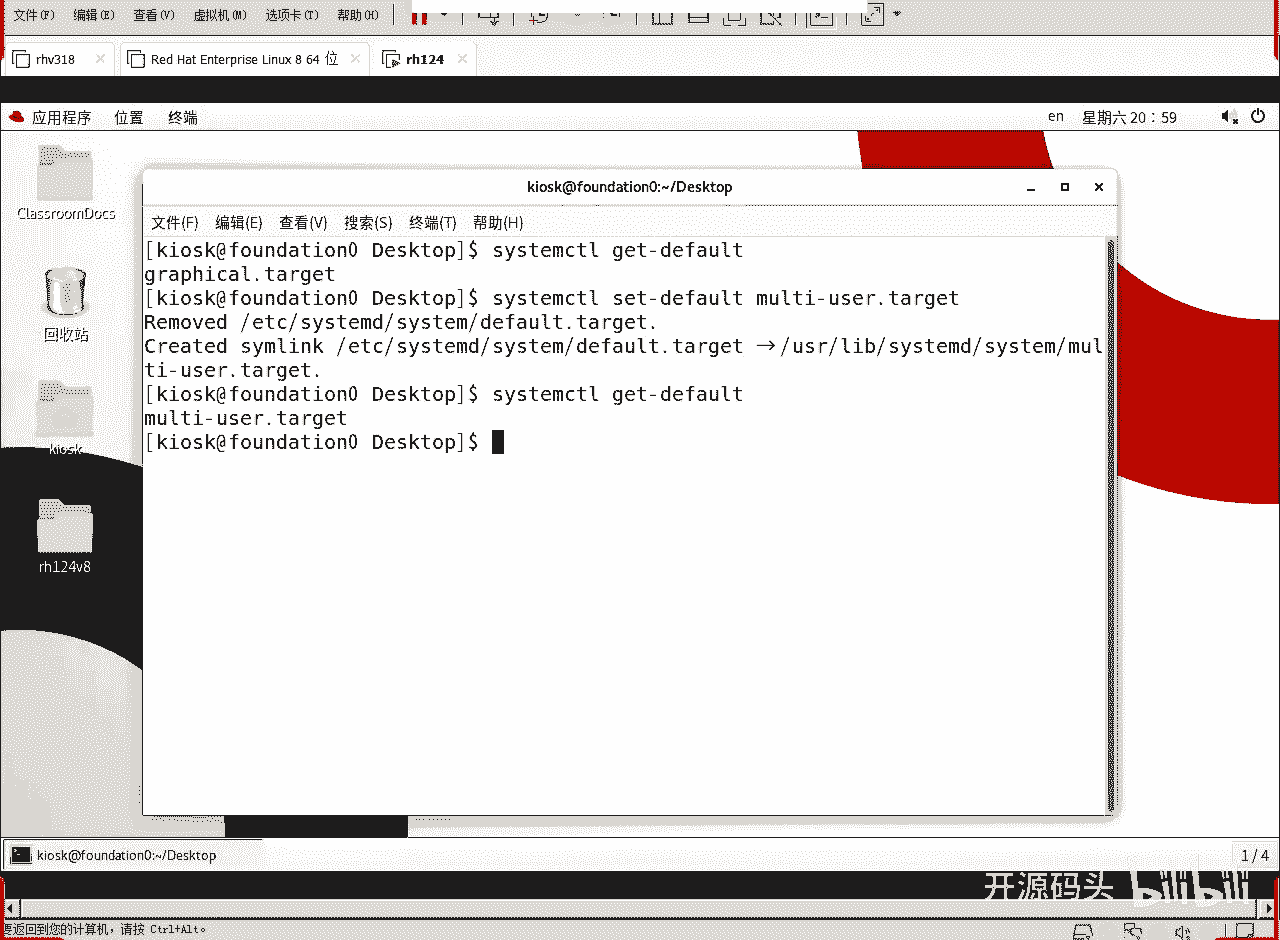 文件(F) 编辑(E) 查看(V) 虚拟机(M) 选项卡(T) 帮助(H)
rhv318 Red Hat Enterprise Linux 8 64 位 rh124
应用程序 位置 终端 en 星期六 20:59
ClassroomDocs
回收站
kiosk
rh124v8
kiosk@foundation0:~/Desktop
文件(F) 编辑(E) 查看(V) 搜索(S) 终端(T) 帮助(H)
[kiosk@foundation0 Desktop]$ systemctl get-default
graphical.target
[kiosk@foundation0 Desktop]$ systemctl set-default multi-user.target
Removed /etc/systemd/system/default.target.
Created symlink /etc/systemd/system/default.target → /usr/lib/systemd/system/mul
ti-user.target.
[kiosk@foundation0 Desktop]$ systemctl get-default
multi-user.target
[kiosk@foundation0 Desktop]$
kiosk@foundation0:~/Desktop 1 / 4
开源码头 bilibili
要返回到您的计算机，请按 Ctrl+Alt。